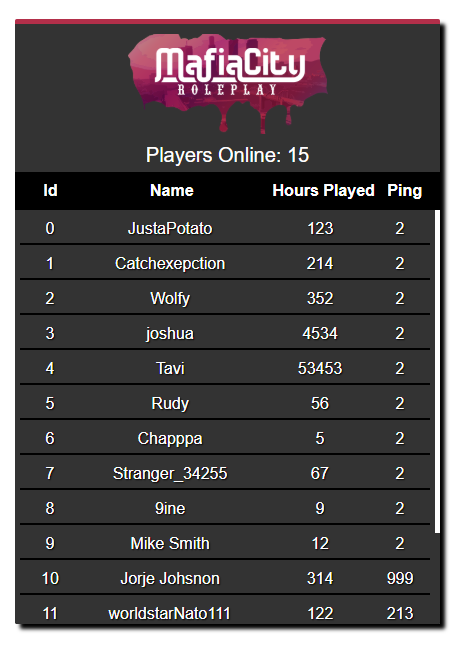 MafiaCity
ROLEPLAY
Players Online: 15
Id Name Hours Played Ping
0 JustaPotato 123 2
1 Catchexepction 214 2
2 Wolfy 352 2
3 joshua 4534 2
4 Tavi 53453 2
5 Rudy 56 2
6 Chapppa 5 2
7 Stranger_34255 67 2
8 9ine 9 2
9 Mike Smith 12 2
10 Jorje Johsnon 314 999
11 worldstarNato111 122 213